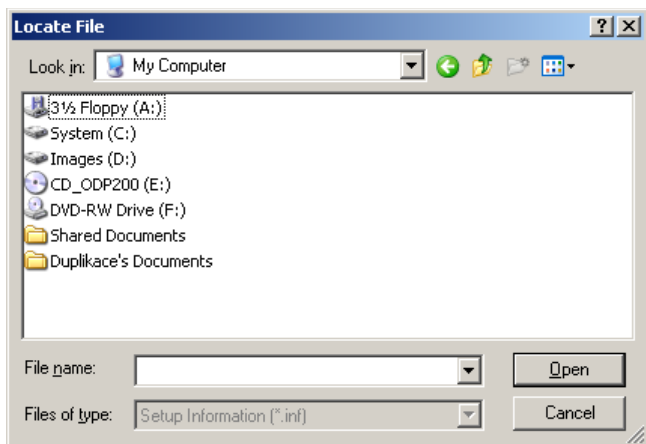 Locate File
Look in: My Computer
3½ Floppy (A:)
System (C:)
Images (D:)
CD_ODP200 (E:)
DVD-RW Drive (F:)
Shared Documents
Duplikace's Documents
File name: Open
Files of type: Setup Information (*.inf) Cancel